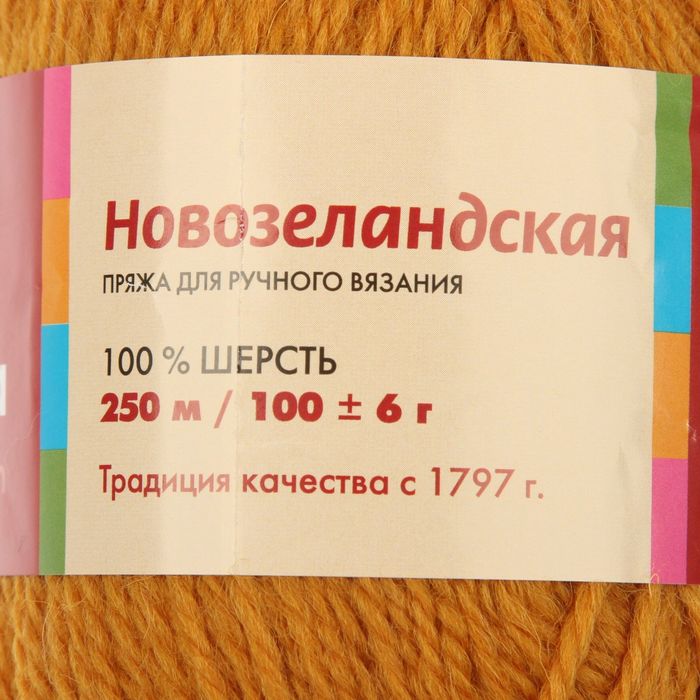 Новозеландская
ПРЯЖА ДЛЯ РУЧНОГО ВЯЗАНИЯ
100 % ШЕРСТЬ
250 м / 100 ± 6 г
Традиция качества с 1797 г.